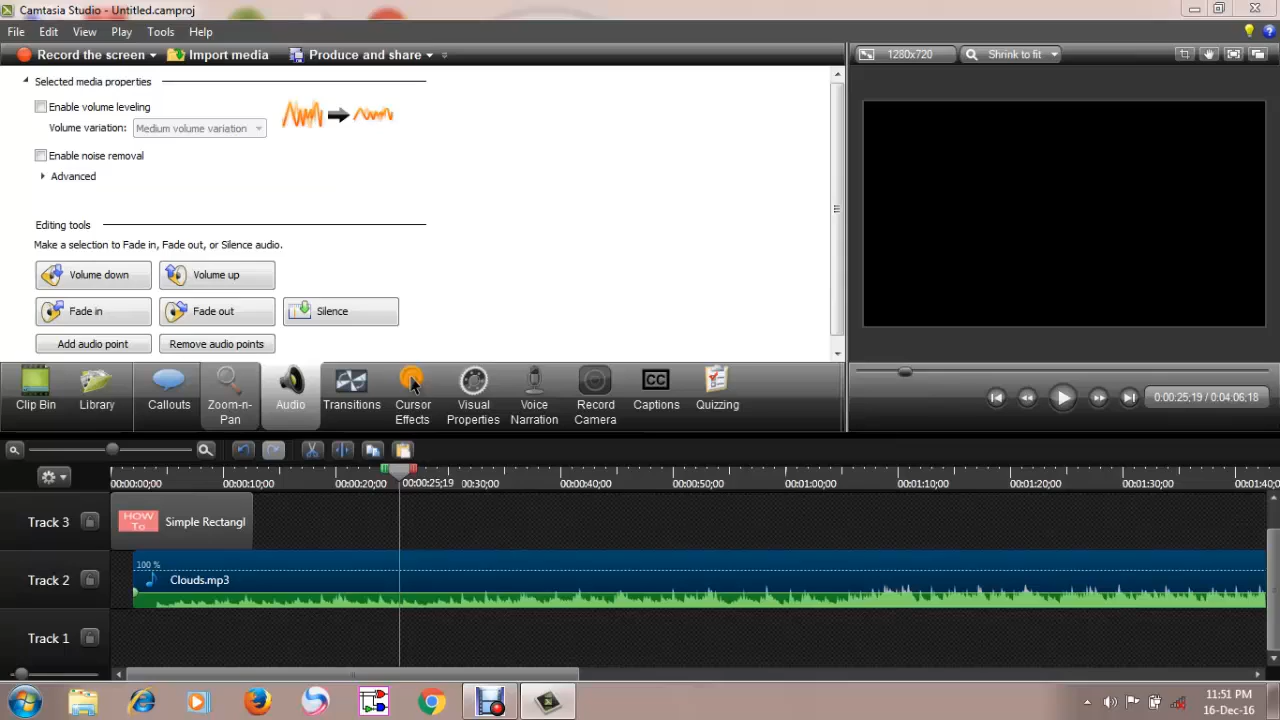 Camtasia Studio - Untitled.camproj
File Edit View Play Tools Help
Record the screen Import media Produce and share
1280x720 Shrink to fit
Selected media properties
Enable volume leveling
Volume variation: Medium volume variation
Enable noise removal
Advanced
Editing tools
Make a selection to Fade in, Fade out, or Silence audio.
Volume down Volume up
Fade in Fade out Silence
Add audio point Remove audio points
Clip Bin Library Callouts Zoom-n-Pan Audio Transitions Cursor Effects Visual Properties Voice Narration Record Camera Captions Quizzing
0:00:25;19 / 0:04:06,18
00:00:00;00 00:00:10;00 00:00:20;00 00:00:25;19 00:30;00 00:00:40;00 00:00:50;00 00:01:00;00 00:01:10;00 00:01:20;00 00:01:30;00 00:01:40;0
Track 3 HOW To Simple Rectangl
100 %
Track 2 Clouds.mp3
Track 1
11:51 PM
16-Dec-16